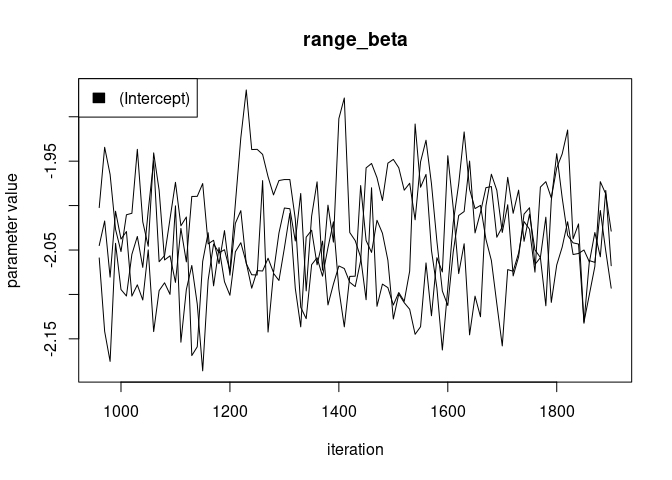 range_beta
(Intercept)
parameter value
-1.95
-2.05
-2.15
1000 1200 1400 1600 1800
iteration